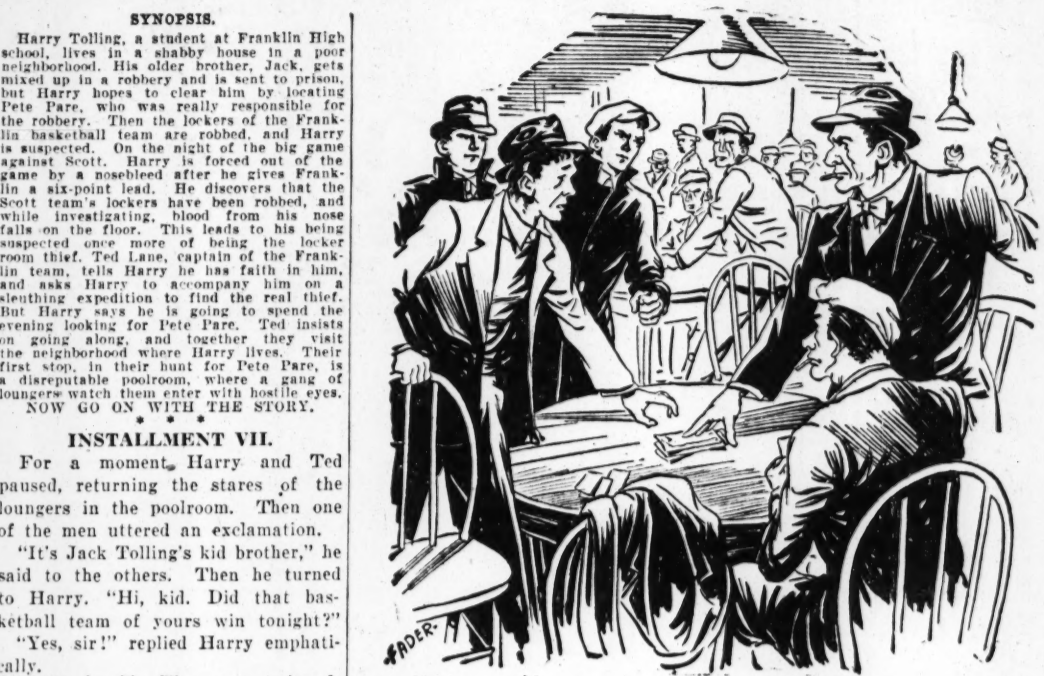 SYNOPSIS.
Harry Tolling, a student at Franklin High
school, lives in a shabby house in a poor
neighborhood. His older brother, Jack, gets
mixed up in a robbery and is sent to prison,
but Harry hopes to clear him by locating
Pete Pare, who was really responsible for
the robbery. Then the lockers of the Frank-
lin basketball team are robbed, and Harry
is suspected. On the night of the big game
against Scott. Harry is forced out of the
game by a nosebleed after he gives Frank-
lin a six-point lead. He discovers that the
Scott team's lockers have been robbed, and
while investigating, blood from his nose
falls on the floor. This leads to his being
suspected once more of being the locker
room thief. Ted Lane, captain of the Frank-
lin team, tells Harry he has faith in him,
and asks Harry to accompany him on a
sleuthing expedition to find the real thief.
But Harry says he is going to spend the
evening looking for Pete Pare. Ted insists
on going along, and together they visit
the neighborhood where Harry lives. Their
first stop, in their hunt for Pete Pare, is
a disreputable poolroom, where a gang of
loungers watch them enter with hostile eyes.
NOW GO ON WITH THE STORY.
* * *
INSTALLMENT VII.
For a moment, Harry and Ted
paused, returning the stares of the
loungers in the poolroom. Then one
of the men uttered an exclamation.
"It's Jack Tolling's kid brother," he
said to the others. Then he turned
to Harry. "Hi, kid. Did that bas-
ketball team of yours win tonight?"
"Yes, sir!" replied Harry emphati-
cally.
FADER